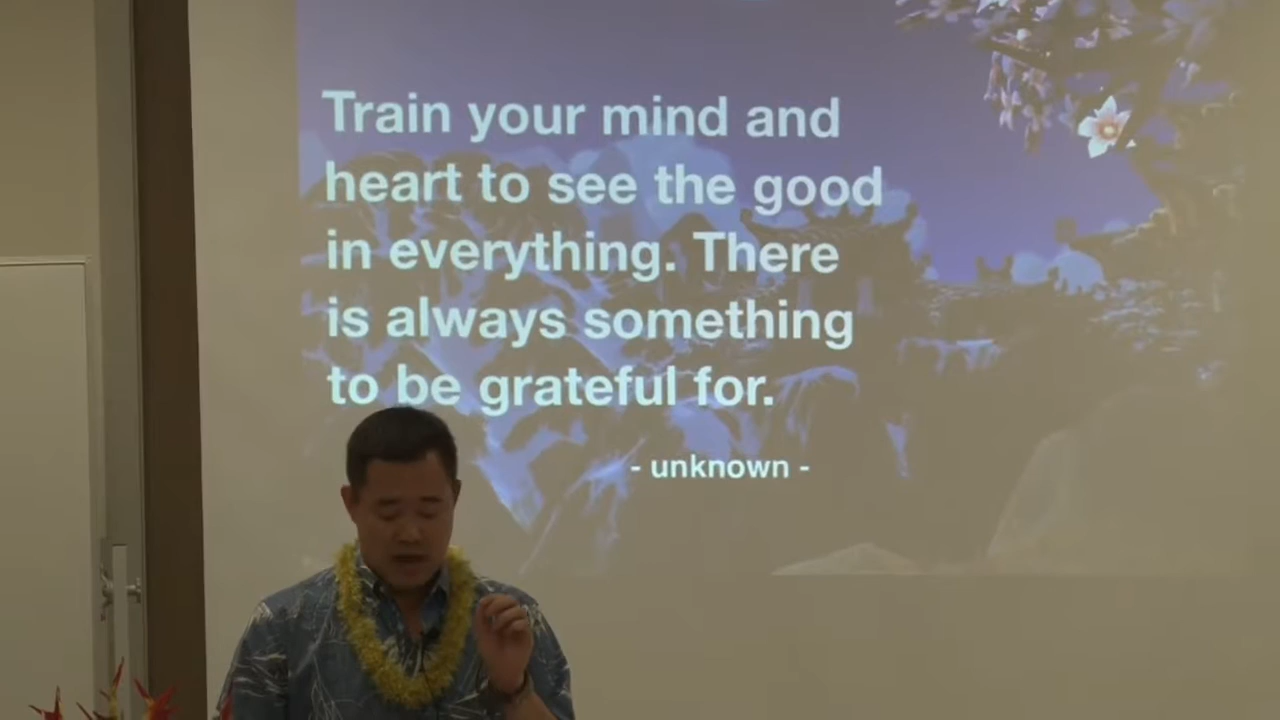 Train your mind and
heart to see the good
in everything. There
is always something
to be grateful for.
- unknown -